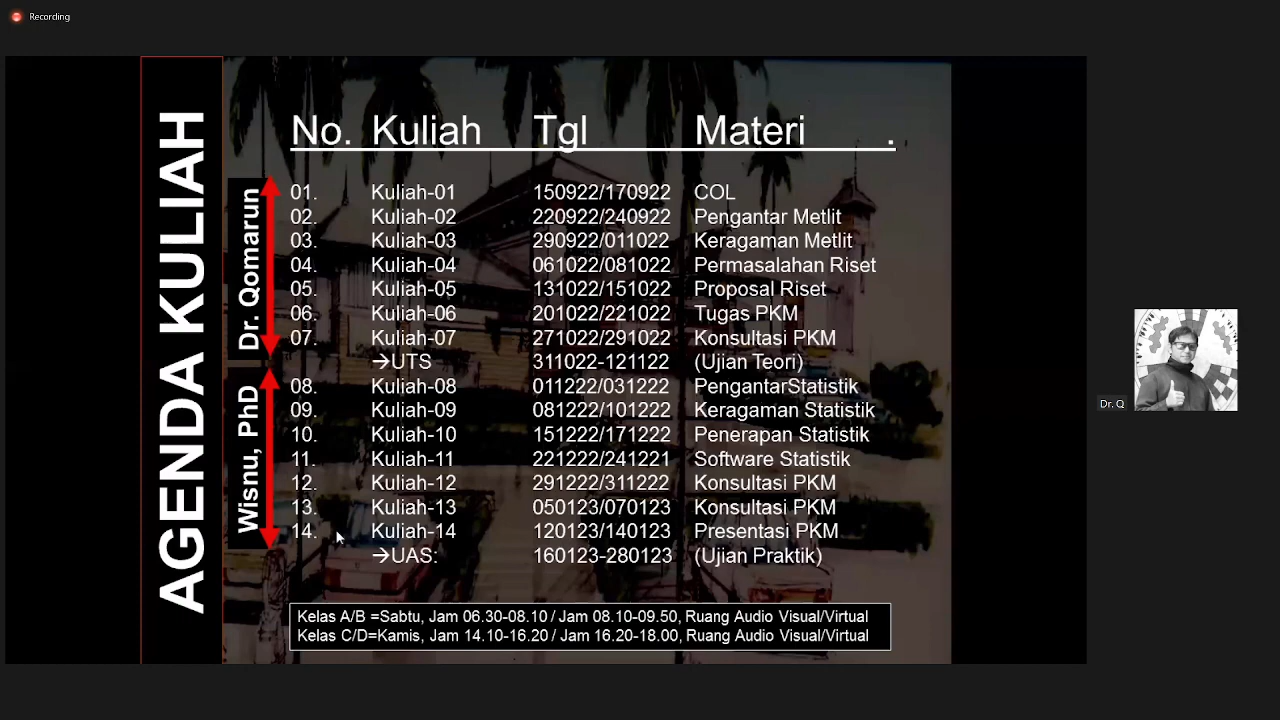 Recording
AGENDA KULIAH
Dr. Qomarun
Wisnu, PhD
No. Kuliah Tgl Materi .
01. Kuliah-01 150922/170922 COL
02. Kuliah-02 220922/240922 Pengantar Metlit
03. Kuliah-03 290922/011022 Keragaman Metlit
04. Kuliah-04 061022/081022 Permasalahan Riset
05. Kuliah-05 131022/151022 Proposal Riset
06. Kuliah-06 201022/221022 Tugas PKM
07. Kuliah-07 271022/291022 Konsultasi PKM
→UTS 311022-121122 (Ujian Teori)
08. Kuliah-08 011222/031222 PengantarStatistik
09. Kuliah-09 081222/101222 Keragaman Statistik
10. Kuliah-10 151222/171222 Penerapan Statistik
11. Kuliah-11 221222/241221 Software Statistik
12. Kuliah-12 291222/311222 Konsultasi PKM
13. Kuliah-13 050123/070123 Konsultasi PKM
14. Kuliah-14 120123/140123 Presentasi PKM
→UAS: 160123-280123 (Ujian Praktik)
Kelas A/B =Sabtu, Jam 06.30-08.10 / Jam 08.10-09.50, Ruang Audio Visual/Virtual
Kelas C/D=Kamis, Jam 14.10-16.20 / Jam 16.20-18.00, Ruang Audio Visual/Virtual
Dr. Q